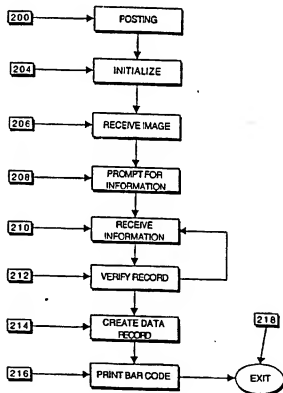 200 POSTING
204 INITIALIZE
206 RECEIVE IMAGE
208 PROMPT FOR
INFORMATION
210 RECEIVE
INFORMATION
212 VERIFY RECORD
218
214 CREATE DATA
RECORD
216 PRINT BAR CODE
EXIT